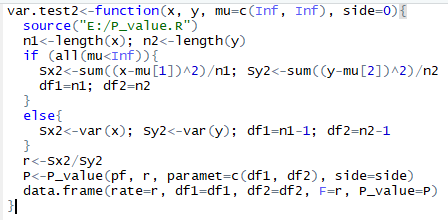 var.test2<-function(x, y, mu=c(Inf, Inf), side=0){
  source("E:/P_value.R")
  n1<-length(x); n2<-length(y)
  if (all(mu<Inf)){
    Sx2<-sum((x-mu[1])^2)/n1; Sy2<-sum((y-mu[2])^2)/n2
    df1=n1; df2=n2
  }
  else{
    Sx2<-var(x); Sy2<-var(y); df1=n1-1; df2=n2-1
  }
  r<-Sx2/Sy2
  P<-P_value(pf, r, paramet=c(df1, df2), side=side)
  data.frame(rate=r, df1=df1, df2=df2, F=r, P_value=P)
}